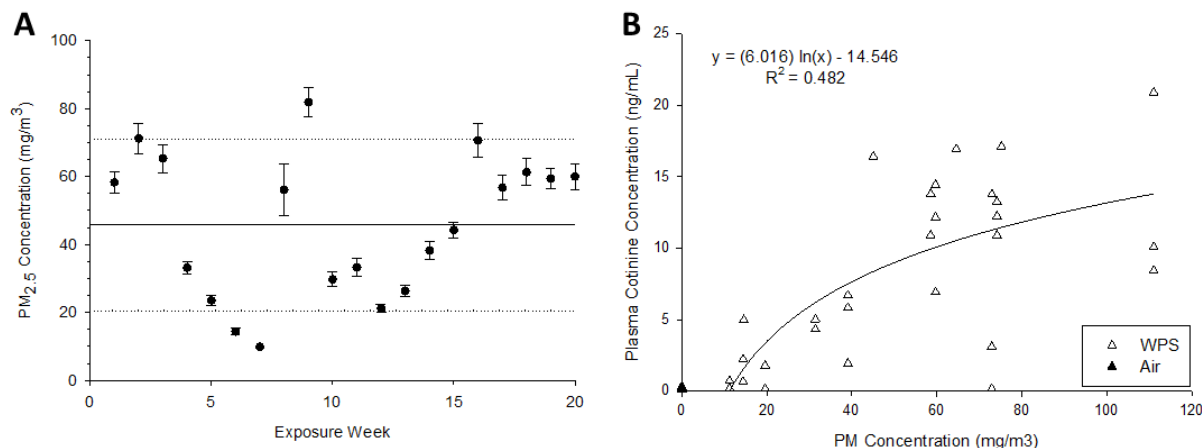 A
PM2.5 Concentration (mg/m3)
100
80
60
40
20
0
0 5 10 15 20
Exposure Week
B
y = (6.016) ln(x) - 14.546
R2 = 0.482
Plasma Cotinine Concentration (ng/mL)
25
20
15
10
5
0
WPS
Air
0 20 40 60 80 100 120
PM Concentration (mg/m3)